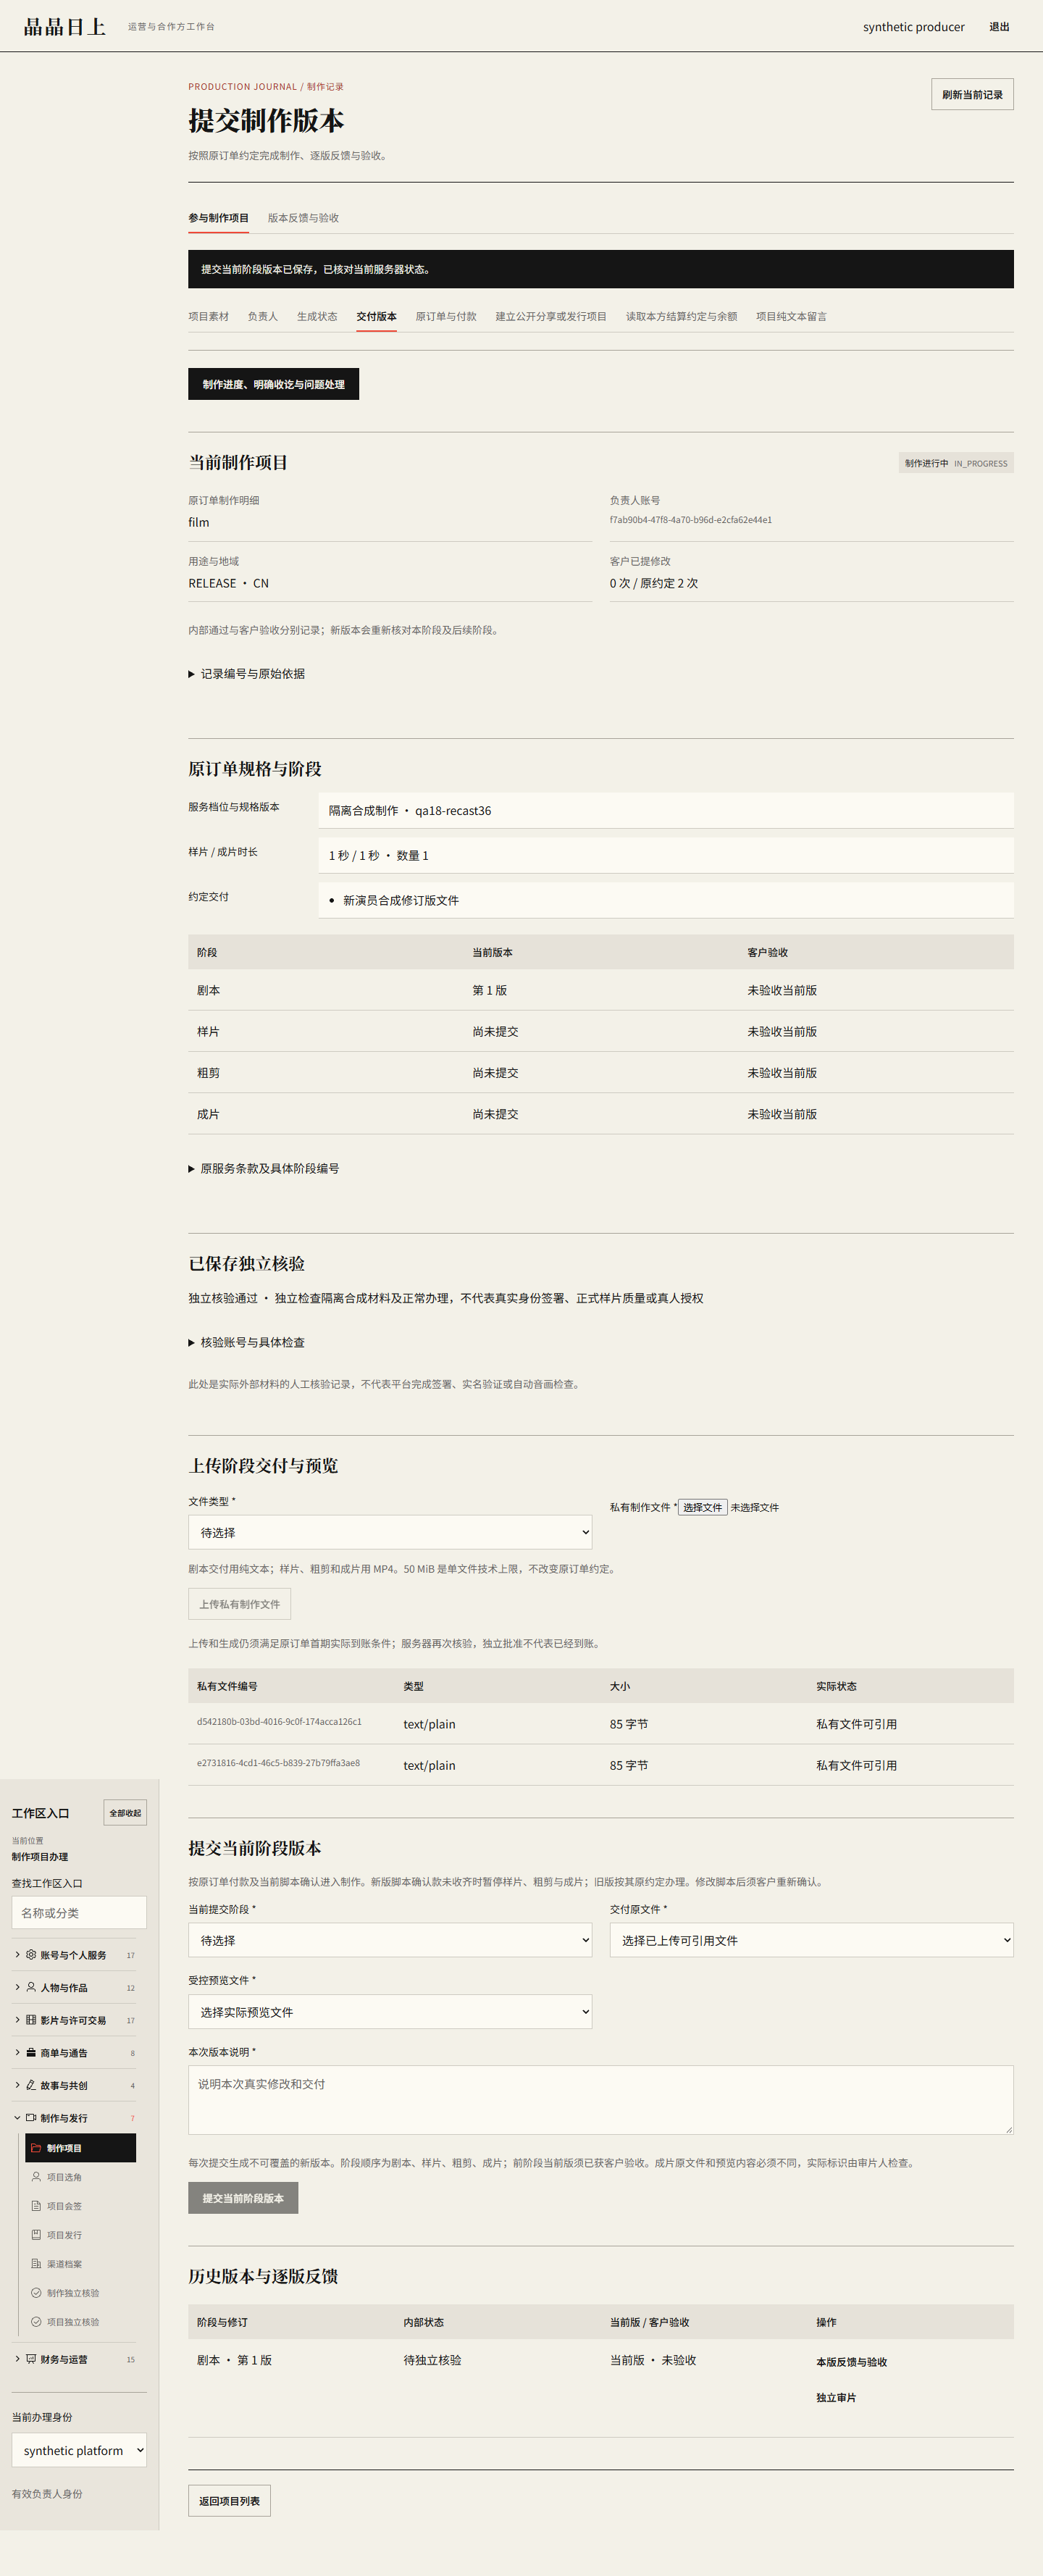 晶晶日上
运营与合作方工作台
synthetic producer
退出
PRODUCTION JOURNAL / 制作记录
提交制作版本
刷新当前记录
按照原订单约定完成制作、逐版反馈与验收。
参与制作项目
版本反馈与验收
提交当前阶段版本已保存，已核对当前服务器状态。
项目素材
负责人
生成状态
交付版本
原订单与付款
建立公开分享或发行项目
读取本方结算约定与余额
项目纯文本留言
制作进度、明确收讫与问题处理
当前制作项目
制作进行中 IN_PROGRESS
原订单制作明细
film
负责人账号
f7ab90b4-47f8-4a70-b96d-e2cfa62e44e1
用途与地域
RELEASE · CN
客户已提修改
0 次 / 原约定 2 次
内部通过与客户验收分别记录；新版本会重新核对本阶段及后续阶段。
记录编号与原始依据
原订单规格与阶段
服务档位与规格版本
隔离合成制作 · qa18-recast36
样片 / 成片时长
1 秒 / 1 秒 · 数量 1
约定交付
• 新演员合成修订版文件
阶段 当前版本 客户验收
剧本 第 1 版 未验收当前版
样片 尚未提交 未验收当前版
粗剪 尚未提交 未验收当前版
成片 尚未提交 未验收当前版
原服务条款及具体阶段编号
已保存独立核验
独立核验通过 · 独立检查隔离合成材料及正常办理，不代表真实身份签署、正式样片质量或真人授权
核验账号与具体检查
此处是实际外部材料的人工核验记录，不代表平台完成签署、实名验证或自动音画检查。
上传阶段交付与预览
文件类型 *
待选择
私有制作文件 * 选择文件 未选择文件
剧本交付用纯文本；样片、粗剪和成片用 MP4。50 MiB 是单文件技术上限，不改变原订单约定。
上传私有制作文件
上传和生成仍须满足原订单首期实际到账条件；服务器再次核验，独立批准不代表已经到账。
私有文件编号 类型 大小 实际状态
d542180b-03bd-4016-9c0f-174acca126c1 text/plain 85 字节 私有文件可引用
e2731816-4cd1-46c5-b839-27b79ffa3ae8 text/plain 85 字节 私有文件可引用
工作区入口
全部收起
当前位置
制作项目办理
查找工作区入口
名称或分类
账号与个人服务 17
人物与作品 12
影片与许可交易 17
商单与通告 8
故事与共创 4
制作与发行 7
制作项目
项目选角
项目会签
项目发行
渠道档案
制作独立核验
项目独立核验
财务与运营 15
当前办理身份
synthetic platform
有效负责人身份
提交当前阶段版本
按原订单付款及当前脚本确认进入制作。新版脚本确认款未收齐时暂停样片、粗剪与成片；旧版按其原约定办理。修改脚本后须客户重新确认。
当前提交阶段 *
待选择
交付原文件 *
选择已上传可引用文件
受控预览文件 *
选择实际预览文件
本次版本说明 *
说明本次真实修改和交付
每次提交生成不可覆盖的新版本。阶段顺序为剧本、样片、粗剪、成片；前阶段当前版须已获客户验收。成片原文件和预览内容必须不同，实际标识由审片人检查。
提交当前阶段版本
历史版本与逐版反馈
阶段与修订 内部状态 当前版 / 客户验收 操作
剧本 · 第 1 版 待独立核验 当前版 · 未验收 本版反馈与验收
独立审片
返回项目列表